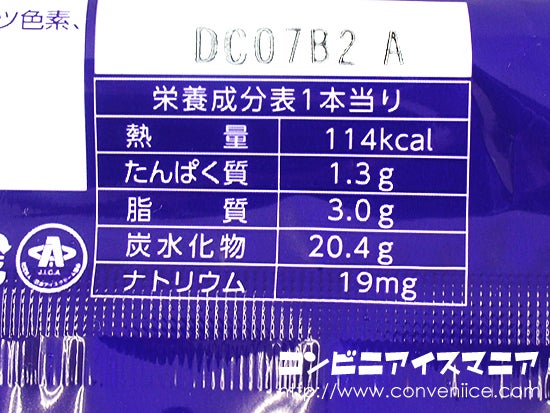 ツ色素、
DC07B2 A
栄養成分表1本当り
熱 量 114kcal
たんぱく質 1.3g
脂 質 3.0g
炭水化物 20.4g
ナトリウム 19mg
A
J.I.C.A
コンビニアイスマニア
http://www.conveniice.com/